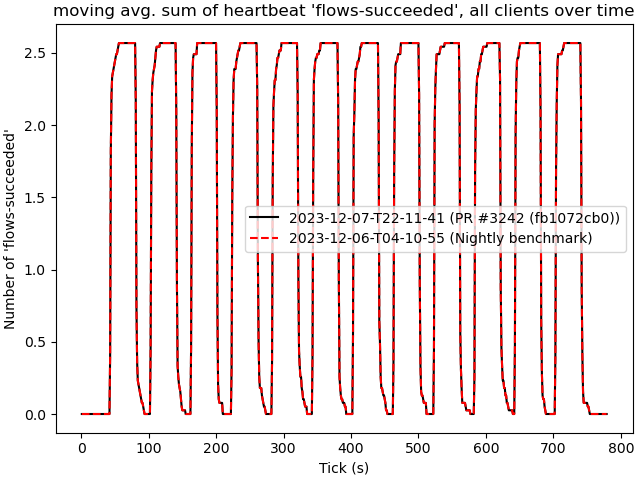 moving avg. sum of heartbeat 'flows-succeeded', all clients over time
Number of 'flows-succeeded'
2.5
2.0
1.5
1.0
0.5
0.0
2023-12-07-T22-11-41 (PR #3242 (fb1072cb0))
2023-12-06-T04-10-55 (Nightly benchmark)
0 100 200 300 400 500 600 700 800
Tick (s)